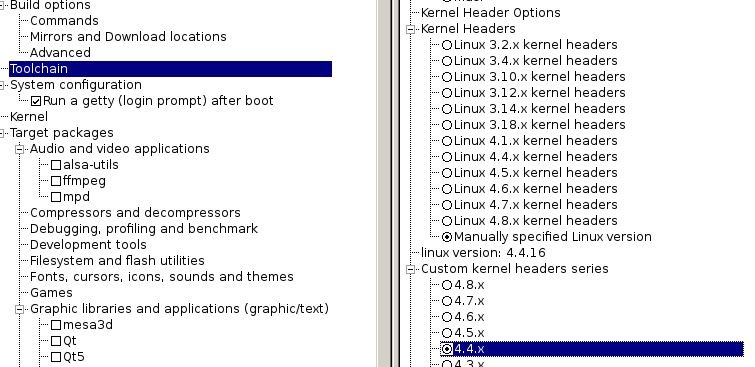 Build options
Commands
Mirrors and Download locations
Advanced
Toolchain
System configuration
Run a getty (login prompt) after boot
Kernel
Target packages
Audio and video applications
alsa-utils
ffmpeg
mpd
Compressors and decompressors
Debugging, profiling and benchmark
Development tools
Filesystem and flash utilities
Fonts, cursors, icons, sounds and themes
Games
Graphic libraries and applications (graphic/text)
mesa3d
Qt
Qt5
Kernel Header Options
Kernel Headers
Linux 3.2.x kernel headers
Linux 3.4.x kernel headers
Linux 3.10.x kernel headers
Linux 3.12.x kernel headers
Linux 3.14.x kernel headers
Linux 3.18.x kernel headers
Linux 4.1.x kernel headers
Linux 4.4.x kernel headers
Linux 4.5.x kernel headers
Linux 4.6.x kernel headers
Linux 4.7.x kernel headers
Linux 4.8.x kernel headers
Manually specified Linux version
linux version: 4.4.16
Custom kernel headers series
4.8.x
4.7.x
4.6.x
4.5.x
4.4.x
4.3.x